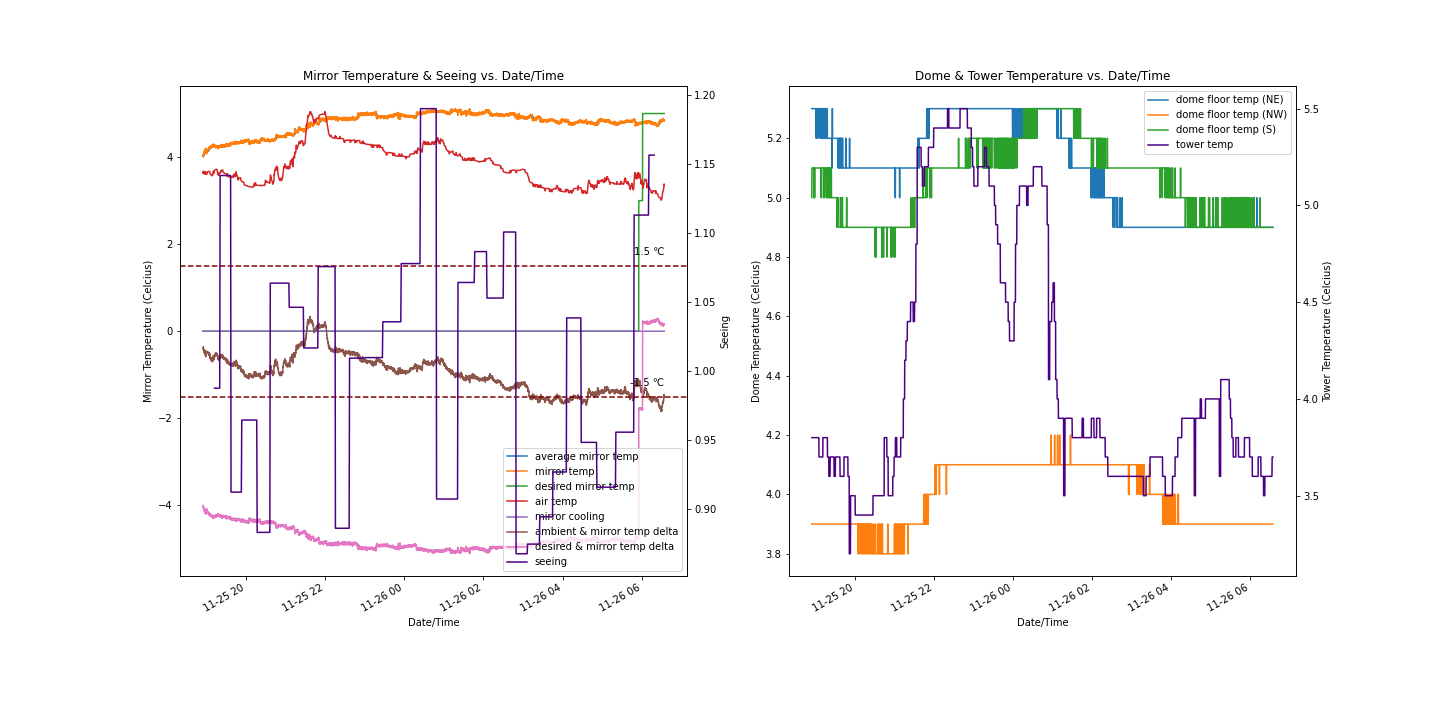 Mirror Temperature & Seeing vs. Date/Time
Mirror Temperature (Celcius)
4
2
0
−2
−4
1.20
1.15
1.10
1.05
1.00
0.95
0.90
Seeing
1.5 °C
-1.5 °C
average mirror temp
mirror temp
desired mirror temp
air temp
mirror cooling
ambient & mirror temp delta
desired & mirror temp delta
seeing
11-25 20
11-25 22
11-26 00
11-26 02
11-26 04
11-26 06
Date/Time
Dome & Tower Temperature vs. Date/Time
Dome Temperature (Celcius)
5.2
5.0
4.8
4.6
4.4
4.2
4.0
3.8
5.5
5.0
4.5
4.0
3.5
Tower Temperature (Celcius)
dome floor temp (NE)
dome floor temp (NW)
dome floor temp (S)
tower temp
11-25 20
11-25 22
11-26 00
11-26 02
11-26 04
11-26 06
Date/Time